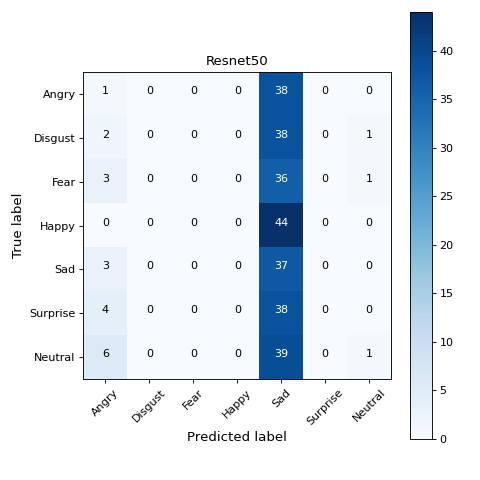 Resnet50
Angry 1 0 0 0 38 0 0
Disgust 2 0 0 0 38 0 1
Fear 3 0 0 0 36 0 1
Happy 0 0 0 0 44 0 0
Sad 3 0 0 0 37 0 0
Surprise 4 0 0 0 38 0 0
Neutral 6 0 0 0 39 0 1
True label
Angry Disgust Fear Happy Sad Surprise Neutral
Predicted label
40
35
30
25
20
15
10
5
0